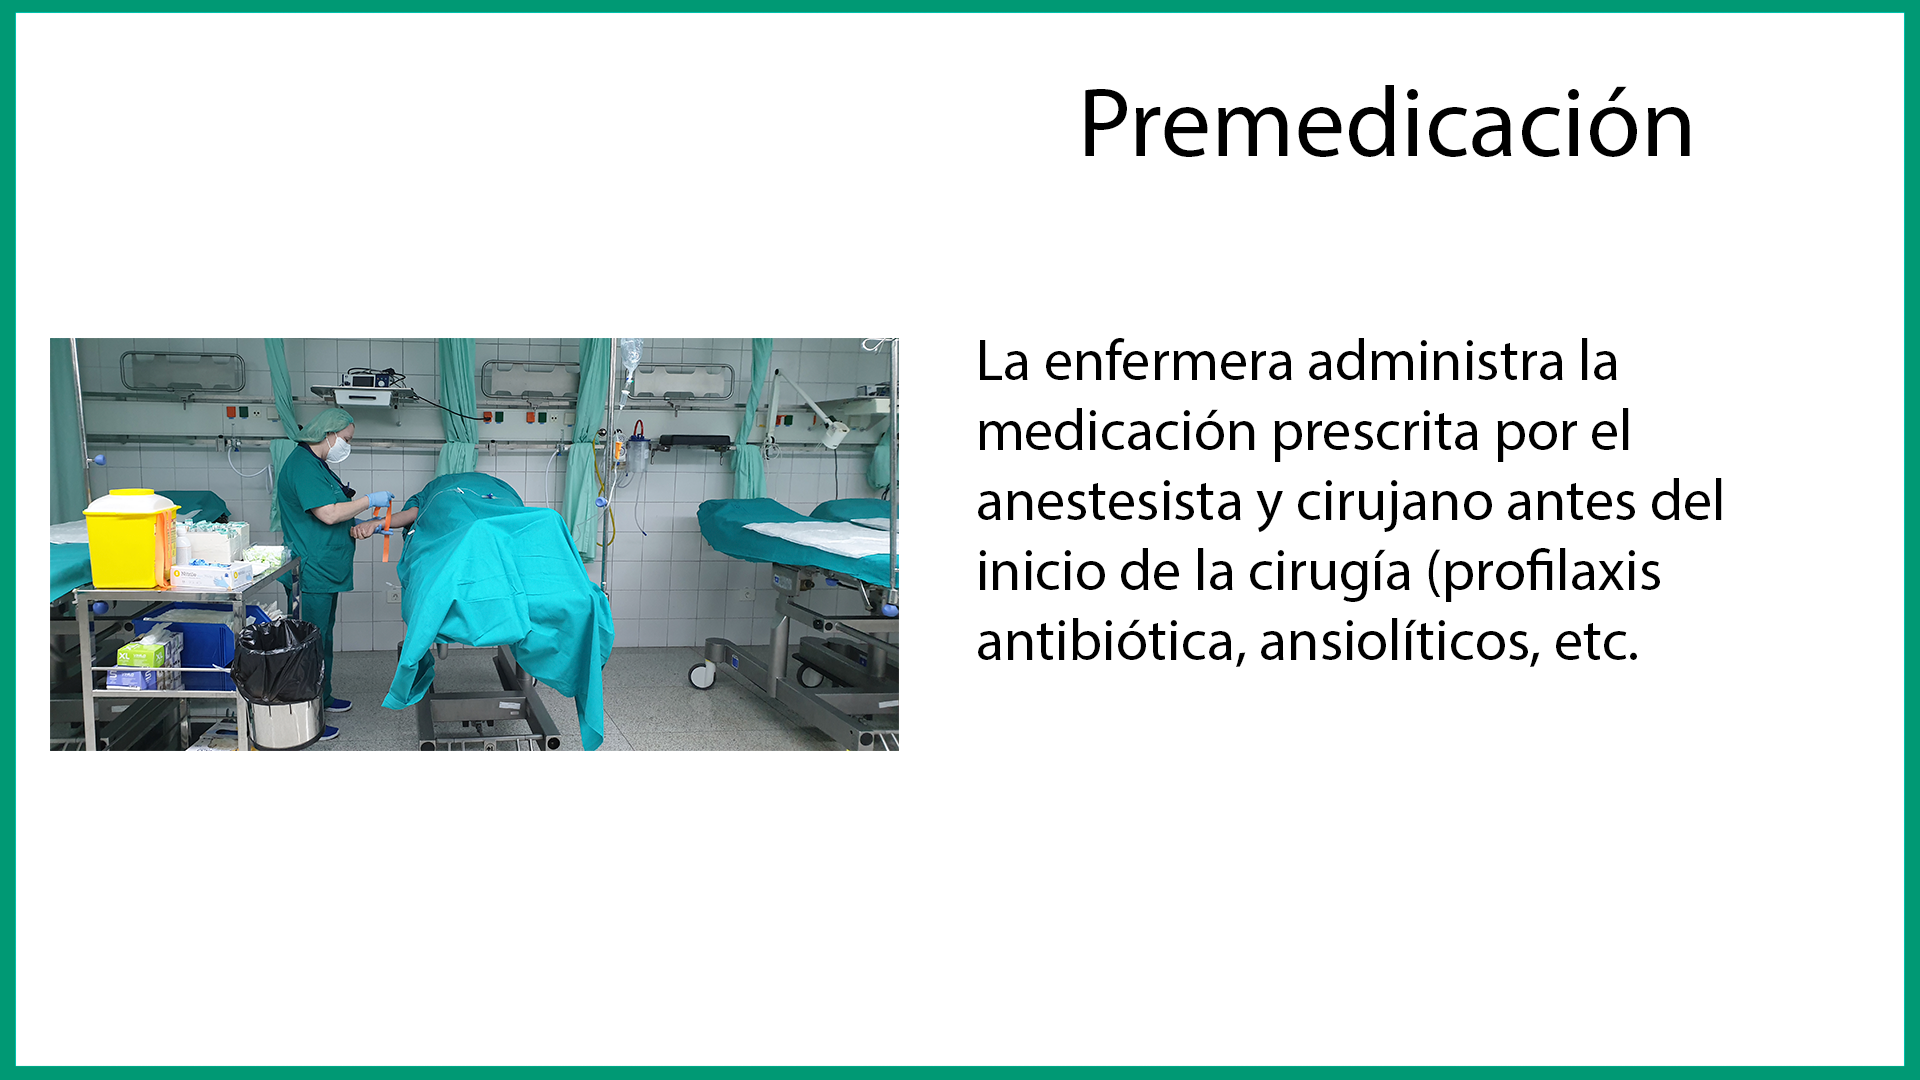 Premedicación
La enfermera administra la
medicación prescrita por el
anestesista y cirujano antes del
inicio de la cirugía (profilaxis
antibiótica, ansiolíticos, etc.